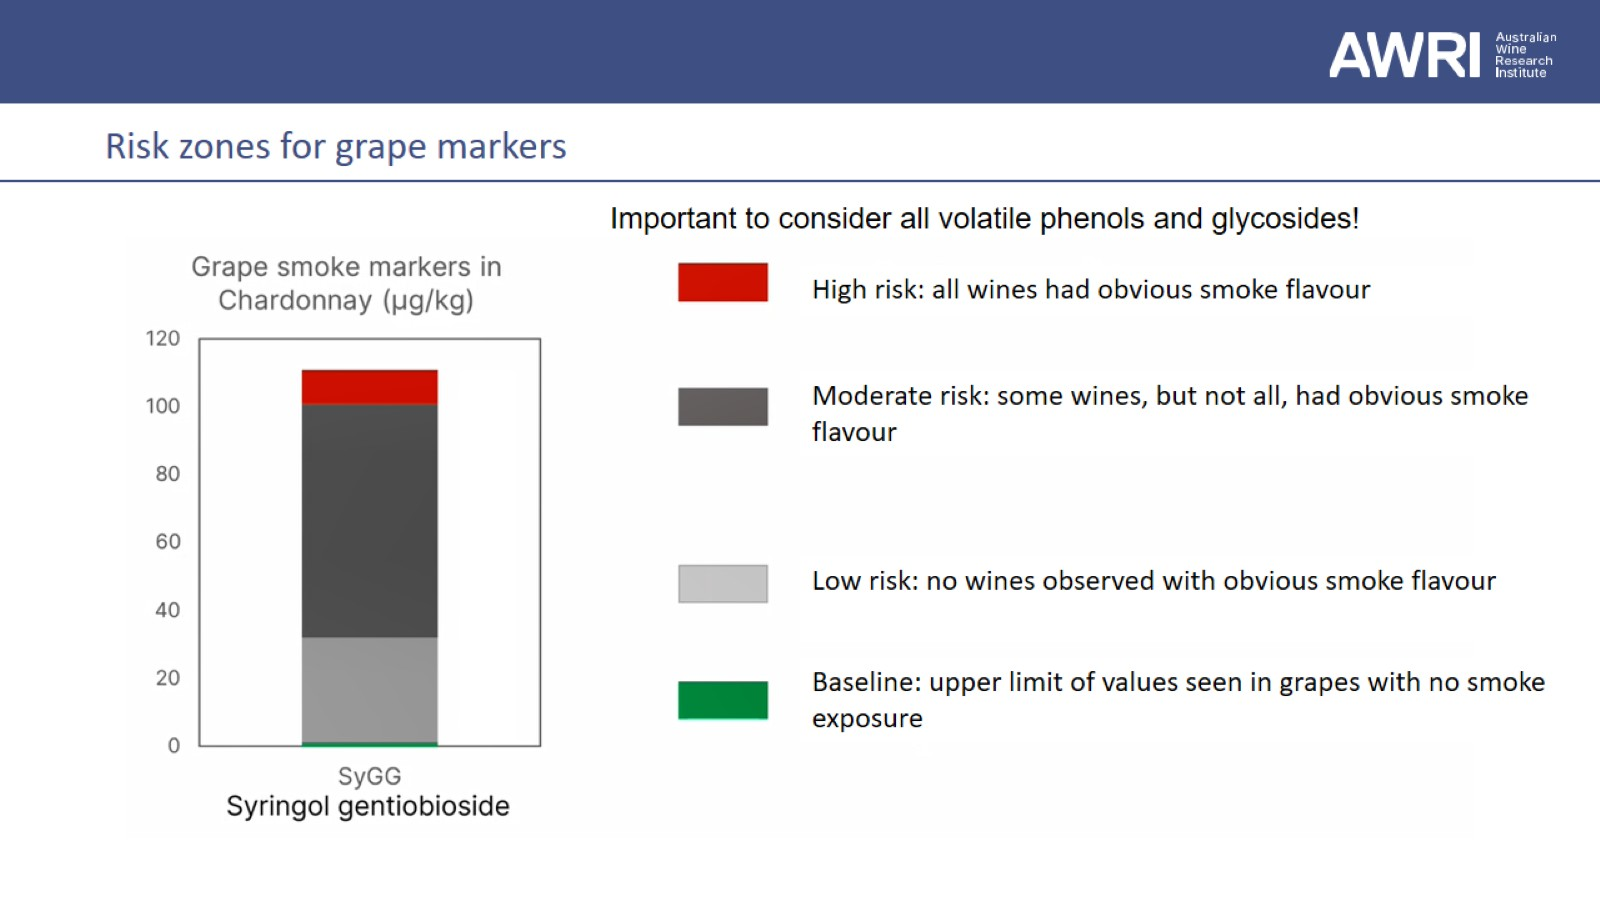 AWRI
Australian
Wine
Research
Institute
Risk zones for grape markers
Important to consider all volatile phenols and glycosides!
Grape smoke markers in
Chardonnay (µg/kg)
120
100
80
60
40
20
0
SyGG
Syringol gentiobioside
High risk: all wines had obvious smoke flavour
Moderate risk: some wines, but not all, had obvious smoke
flavour
Low risk: no wines observed with obvious smoke flavour
Baseline: upper limit of values seen in grapes with no smoke
exposure